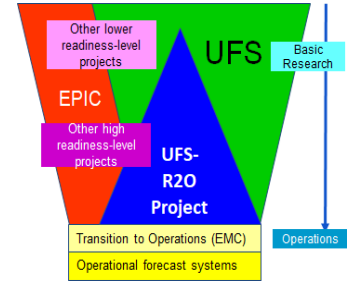 Other lower
readiness-level
projects
UFS
Basic
Research
EPIC
Other high
readiness-level
projects
UFS-
R2O
Project
Transition to Operations (EMC)
Operations
Operational forecast systems